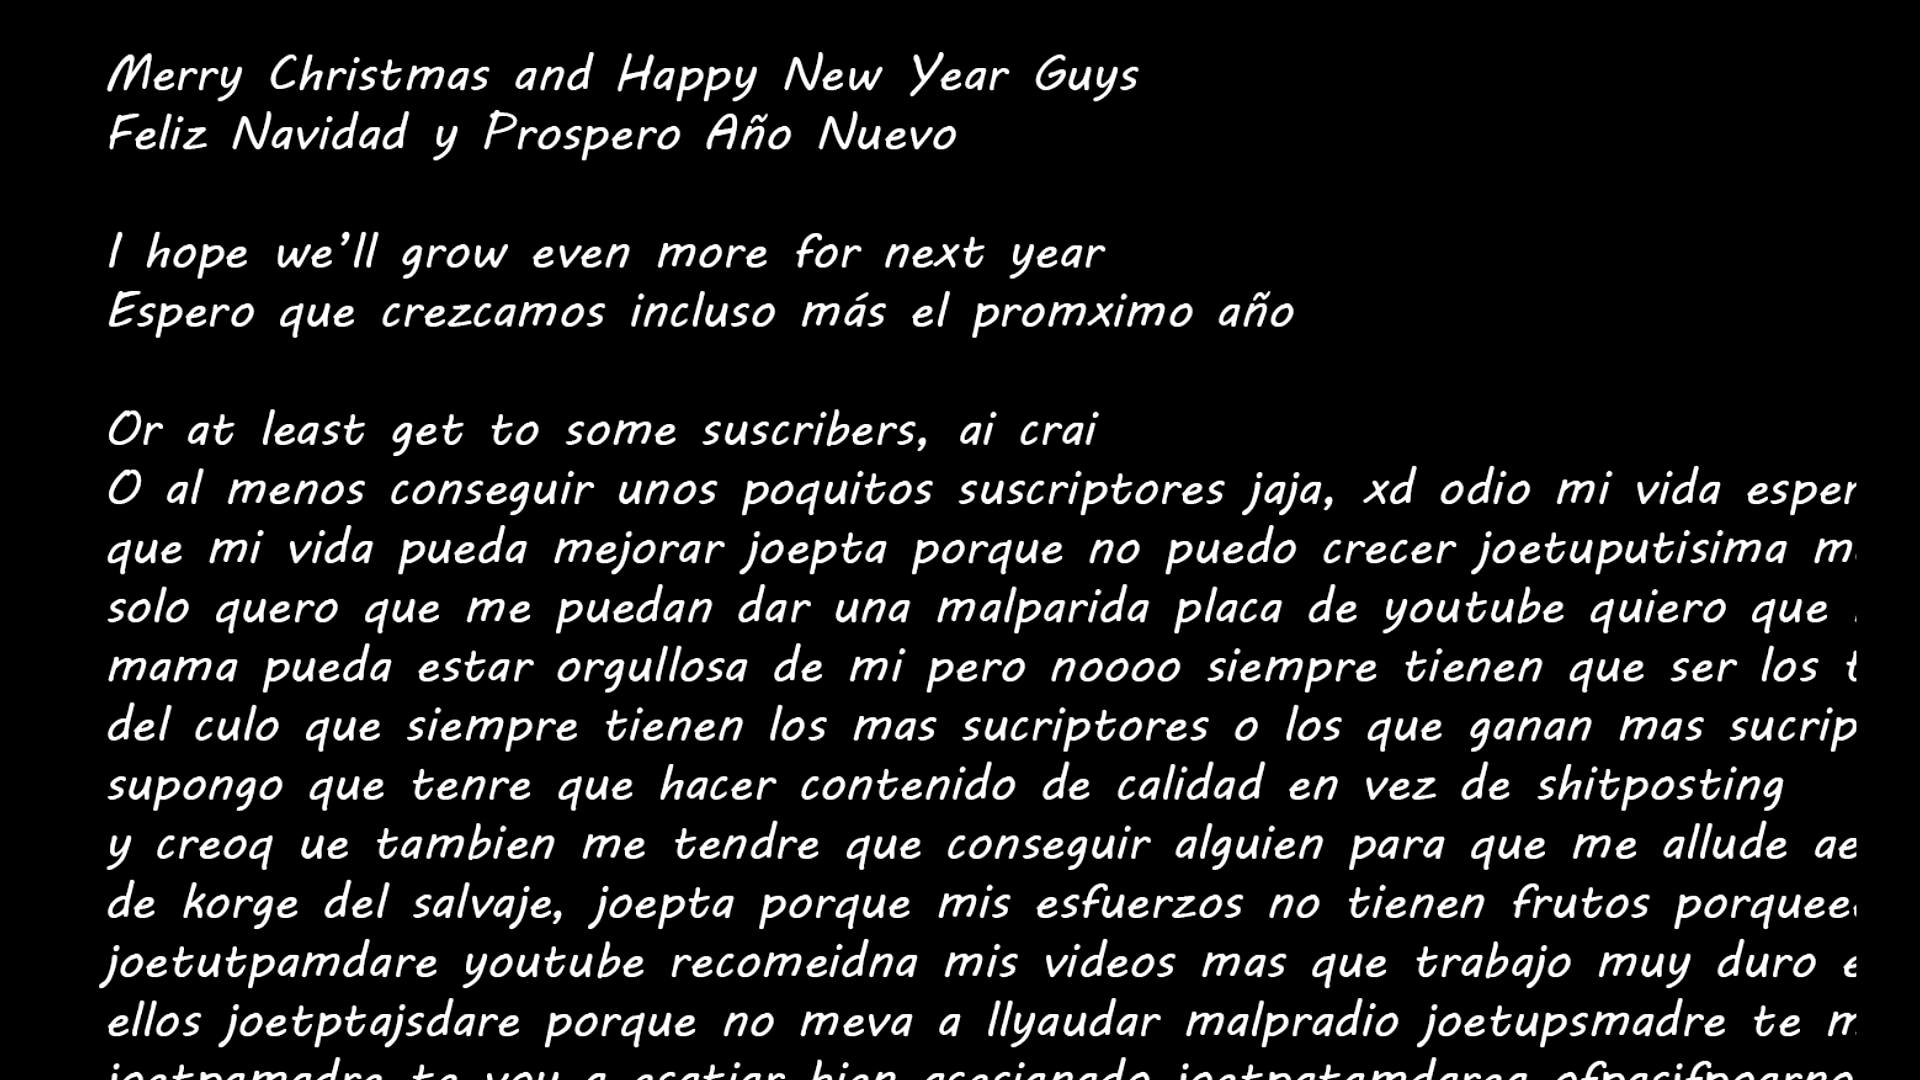 Merry Christmas and Happy New Year Guys
Feliz Navidad y Prospero Año Nuevo
I hope we’ll grow even more for next year
Espero que crezcamos incluso más el promximo año
Or at least get to some suscribers, ai crai
O al menos conseguir unos poquitos suscriptores jaja, xd odio mi vida esper
que mi vida pueda mejorar joepta porque no puedo crecer joetuputisima
solo quero que me puedan dar una malparida placa de youtube quiero que
mama pueda estar orgullosa de mi pero noooo siempre tienen que ser los
del culo que siempre tienen los mas sucriptores o los que ganan mas sucrip
supongo que tenre que hacer contenido de calidad en vez de shitposting
y creoq ue tambien me tendre que conseguir alguien para que me allude ae
de korge del salvaje, joepta porque mis esfuerzos no tienen frutos
joetutpamdare youtube recomeidna mis videos mas que trabajo muy duro
ellos joetptajsdare porque no meva a llyaudar malpradio joetupsmadre te